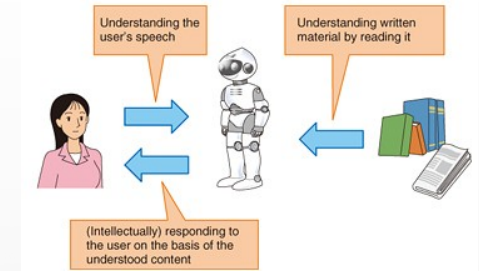 Understanding the
user's speech
Understanding written
material by reading it
(Intellectually) responding to
the user on the basis of the
understood content